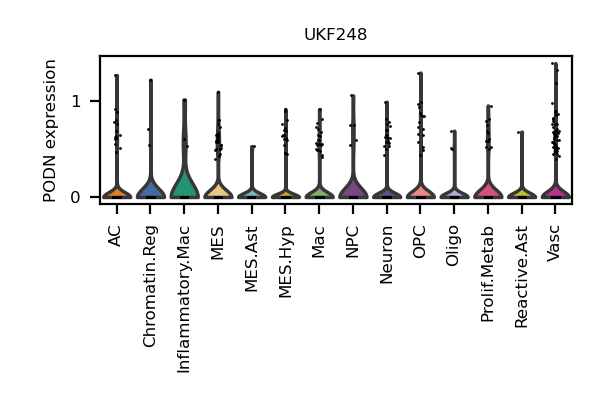 UKF248
PODN expression
1
0
AC
Chromatin.Reg
Inflammatory.Mac
MES
MES.Ast
MES.Hyp
Mac
NPC
Neuron
OPC
Oligo
Prolif.Metab
Reactive.Ast
Vasc